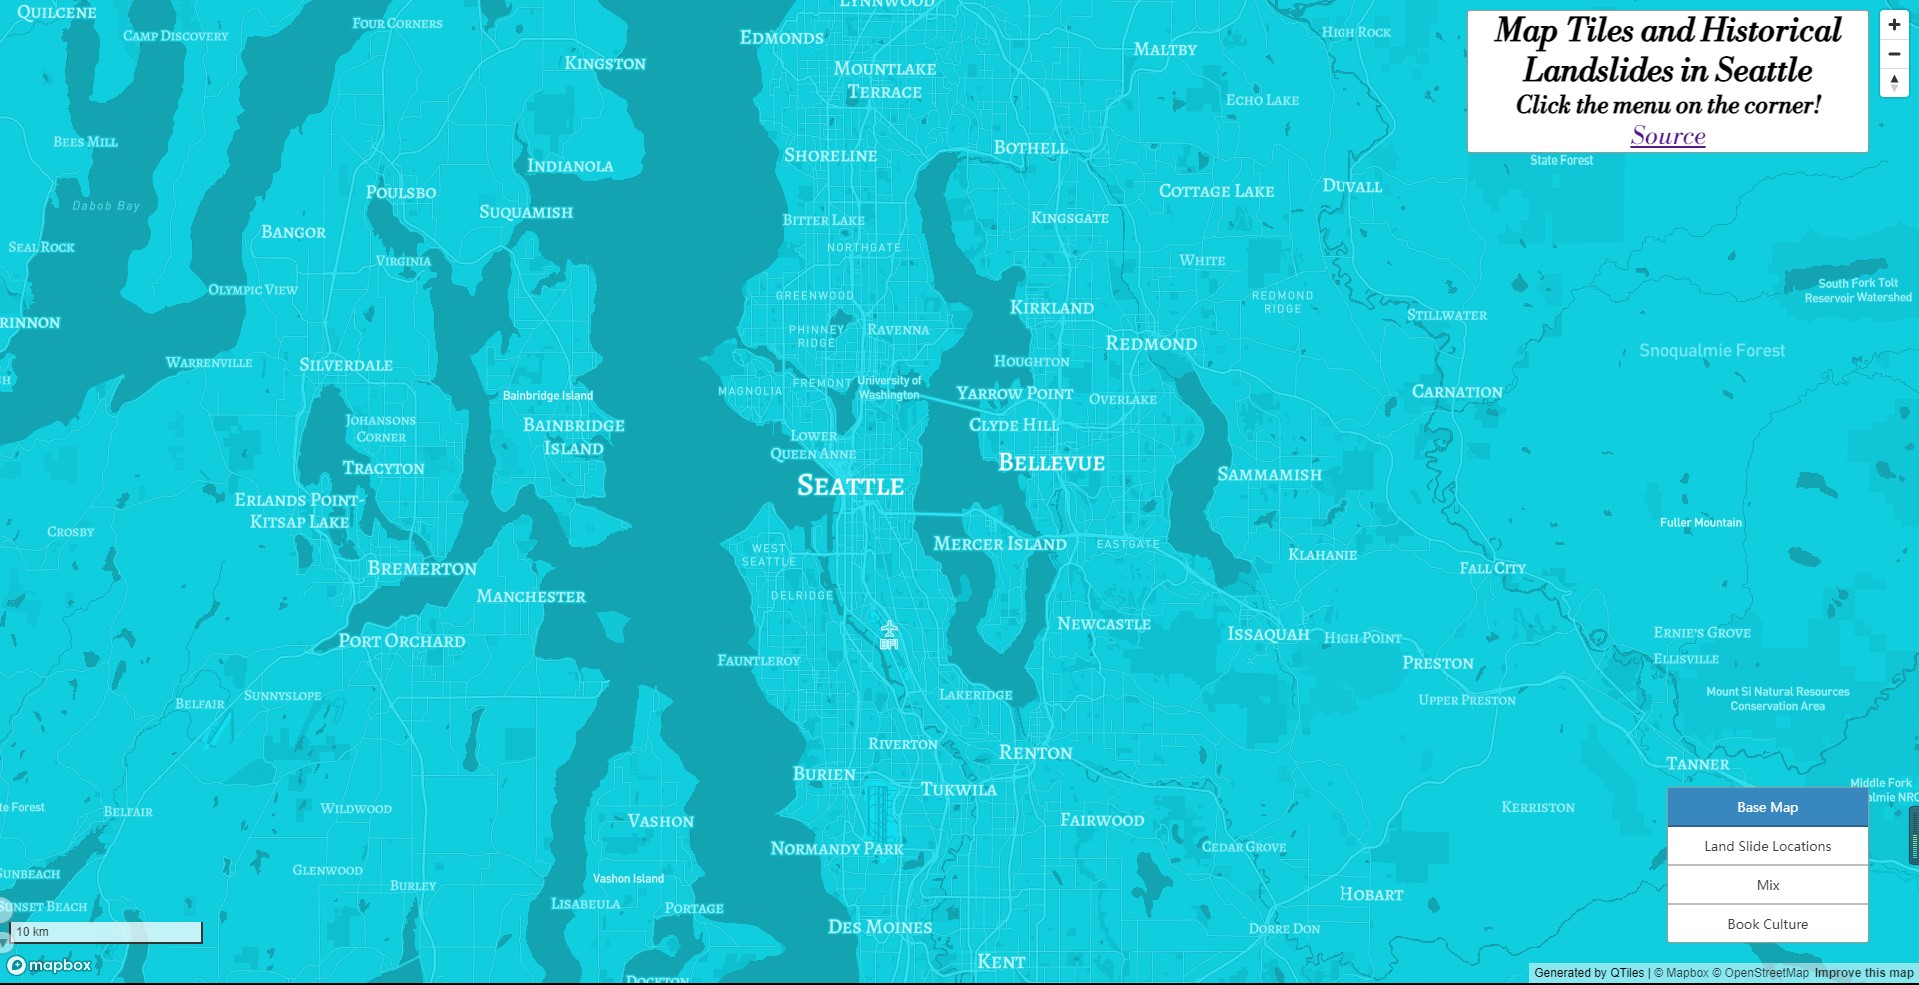 QUILCENE
CAMP DISCOVERY
FOUR CORNERS
LYNNWOOD
EDMONDS
KINGSTON
MOUNTLAKE
TERRACE
MALTBY
HIGH ROCK
ECHO LAKE
Map Tiles and Historical
Landslides in Seattle
Click the menu on the corner!
Source
State Forest
BEES MILL
INDIANOLA
SHORELINE
BOTHELL
Dabob Bay
POULSBO
SUQUAMISH
COTTAGE LAKE
DUVALL
BITTER LAKE
KINGSGATE
SEAL ROCK
BANGOR
VIRGINIA
NORTHGATE
WHITE
OLYMPIC VIEW
GREENWOOD
REDMOND
RIDGE
South Fork Tolt
Reservoir Watershed
RINNON
PHINNEY
RIDGE
RAVENNA
KIRKLAND
STILLWATER
WARRENVILLE
SILVERDALE
HOUGHTON
REDMOND
Snoqualmie Forest
SH
Bainbridge Island
MAGNOLIA
FREMONT
University of
Washington
YARROW POINT
OVERLAKE
CARNATION
JOHANSONS
CORNER
BAINBRIDGE
ISLAND
LOWER
QUEEN ANNE
CLYDE HILL
TRACYTON
SEATTLE
BELLEVUE
SAMMAMISH
ERLANDS POINT-
KITSAP LAKE
CROSBY
Fuller Mountain
WEST
SEATTLE
MERCER ISLAND
EASTGATE
KLAHANIE
BREMERTON
FALL CITY
MANCHESTER
DELRIDGE
PORT ORCHARD
BFI
NEWCASTLE
ISSAQUAH
HIGH POINT
ERNIE'S GROVE
FAUNTLEROY
PRESTON
ELLISVILLE
BELFAIR
SUNNYSLOPE
LAKERIDGE
UPPER PRESTON
Mount Si Natural Resources
Conservation Area
RIVERTON
RENTON
BURIEN
TUKWILA
TANNER
Middle Fork
almie NRC
te Forest
BELFAIR
WILDWOOD
VASHON
FAIRWOOD
KERRISTON
Base Map
NORMANDY PARK
CEDAR GROVE
Land Slide Locations
SUNBEACH
GLENWOOD
BURLEY
Vashon Island
Mix
SUNSET BEACH
LISABEULA
PORTAGE
HOBART
10 km
DES MOINES
DORRE DON
Book Culture
mapbox
KENT
DOCKTON
Generated by QTiles | © Mapbox © OpenStreetMap Improve this map